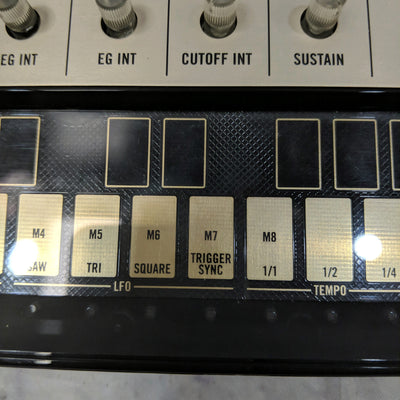 EG INT
EG INT
CUTOFF INT
SUSTAIN
M4
M5
M6
M7
M8
SAW
TRI
SQUARE
TRIGGER
SYNC
1/1
1/2
1/4
LFO
TEMPO